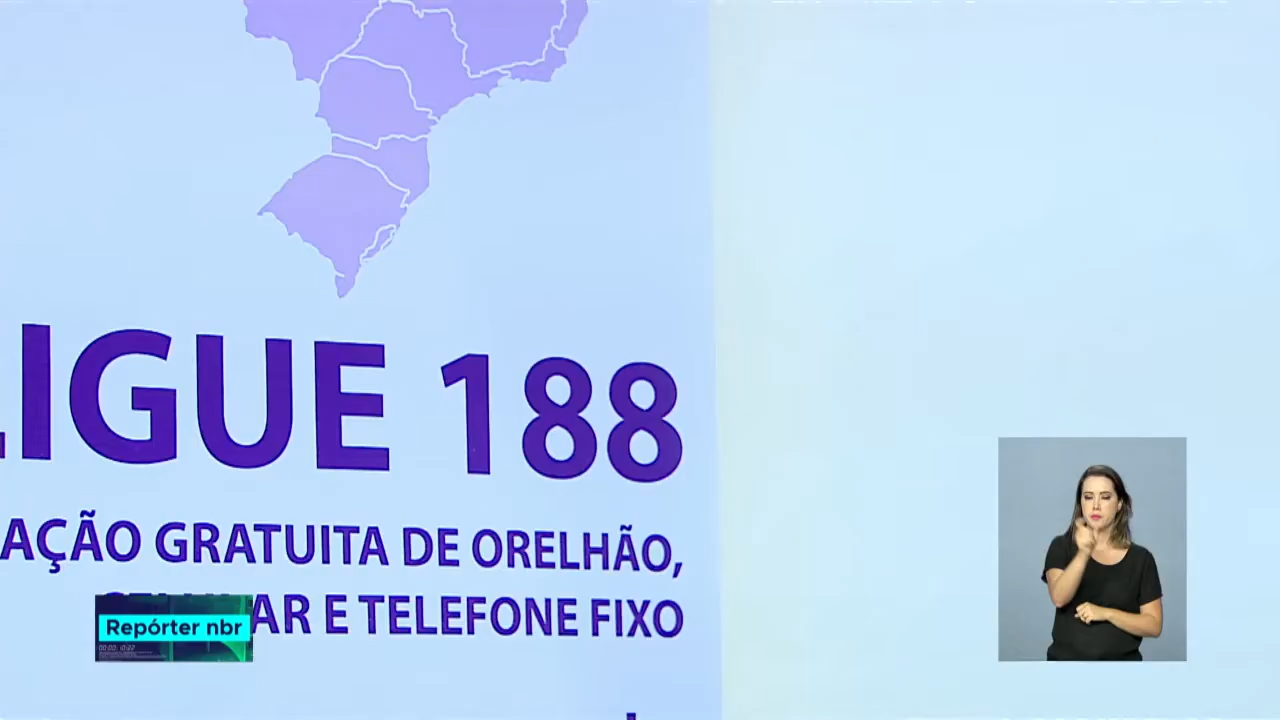 LIGUE 188
AÇÃO GRATUITA DE ORELHÃO,
AR E TELEFONE FIXO
Repórter nbr